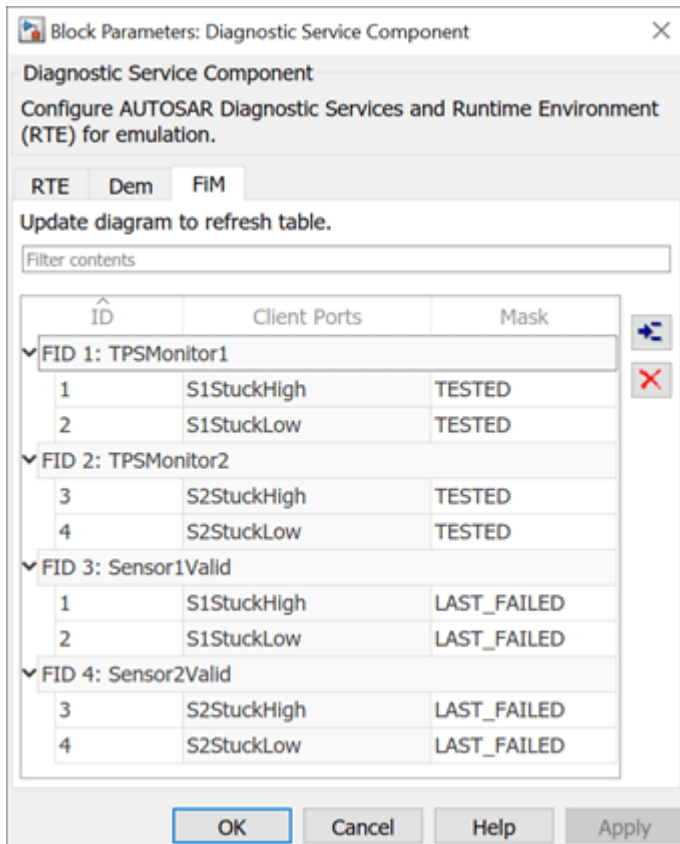 Block Parameters: Diagnostic Service Component
Diagnostic Service Component
Configure AUTOSAR Diagnostic Services and Runtime Environment
(RTE) for emulation.
RTE Dem FiM
Update diagram to refresh table.
Filter contents
ID Client Ports Mask
FID 1: TPSMonitor1
1 S1StuckHigh TESTED
2 S1StuckLow TESTED
FID 2: TPSMonitor2
3 S2StuckHigh TESTED
4 S2StuckLow TESTED
FID 3: Sensor1Valid
1 S1StuckHigh LAST_FAILED
2 S1StuckLow LAST_FAILED
FID 4: Sensor2Valid
3 S2StuckHigh LAST_FAILED
4 S2StuckLow LAST_FAILED
OK Cancel Help Apply